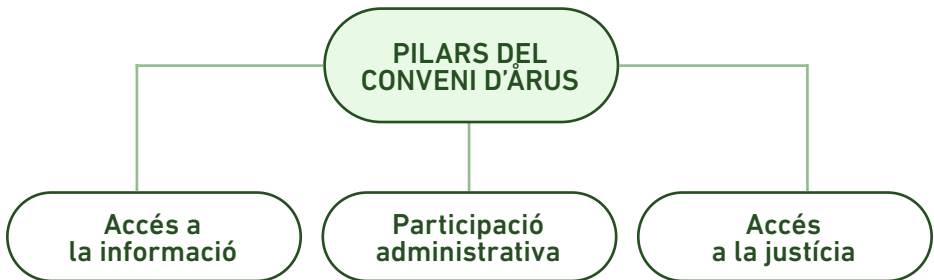 PILARS DEL
CONVENI D'ÅRUS
Accés a
la informació
Participació
administrativa
Accés
a la justícia